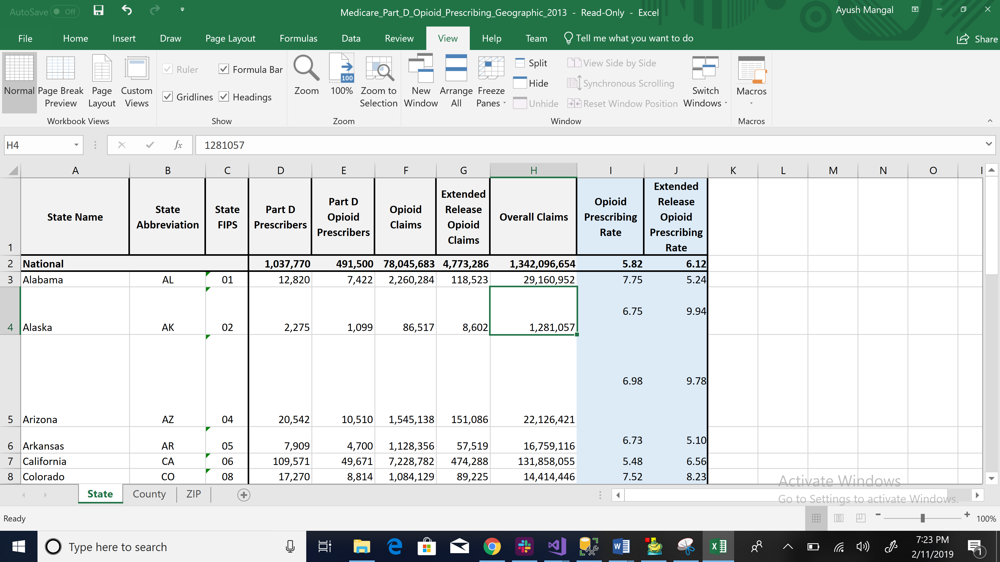 AutoSave Off
Medicare_Part_D_Opioid_Prescribing_Geographic_2013 - Read-Only - Excel
Ayush Mangal
File Home Insert Draw Page Layout Formulas Data Review View Help Team Tell me what you want to do Share
Normal
Page Break Preview
Page Layout
Custom Views
Workbook Views
Ruler
Formula Bar
Gridlines
Headings
Show
Zoom
100
100%
Zoom to Selection
Zoom
New Window
Arrange All
Freeze Panes
Split
Hide
Unhide
View Side by Side
Synchronous Scrolling
Reset Window Position
Switch Windows
Window
Macros
Macros
H4 fx 1281057
A B C D E F G H I J K L M N O
1 State Name | State Abbreviation | State FIPS | Part D Prescribers | Part D Opioid Prescribers | Opioid Claims | Extended Release Opioid Claims | Overall Claims | Opioid Prescribing Rate | Extended Release Opioid Prescribing Rate
2 National 1,037,770 491,500 78,045,683 4,773,286 1,342,096,654 5.82 6.12
3 Alabama AL 01 12,820 7,422 2,260,284 118,523 29,160,952 7.75 5.24
4 Alaska AK 02 2,275 1,099 86,517 8,602 1,281,057 6.75 9.94
5 Arizona AZ 04 20,542 10,510 1,545,138 151,086 22,126,421 6.98 9.78
6 Arkansas AR 05 7,909 4,700 1,128,356 57,519 16,759,116 6.73 5.10
7 California CA 06 109,571 49,671 7,228,782 474,288 131,858,055 5.48 6.56
8 Colorado CO 08 17,270 8,814 1,084,129 89,225 14,414,446 7.52 8.23
Activate Windows
Go to Settings to activate Windows.
State County ZIP
Ready
100%
Type here to search
7:23 PM
2/11/2019
1